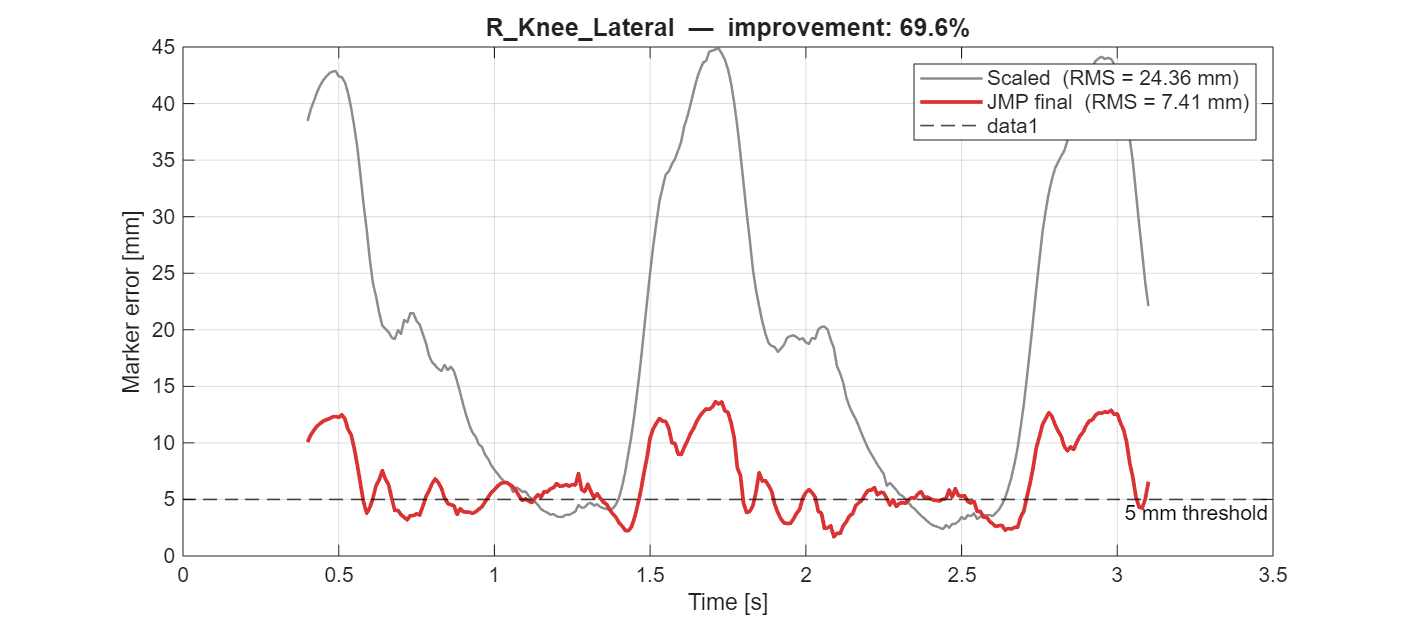 R_Knee_Lateral — improvement: 69.6%
45
40
35
30
25
20
15
10
5
0
Marker error [mm]
Scaled (RMS = 24.36 mm)
JMP final (RMS = 7.41 mm)
data1
5 mm threshold
0 0.5 1 1.5 2 2.5 3 3.5
Time [s]